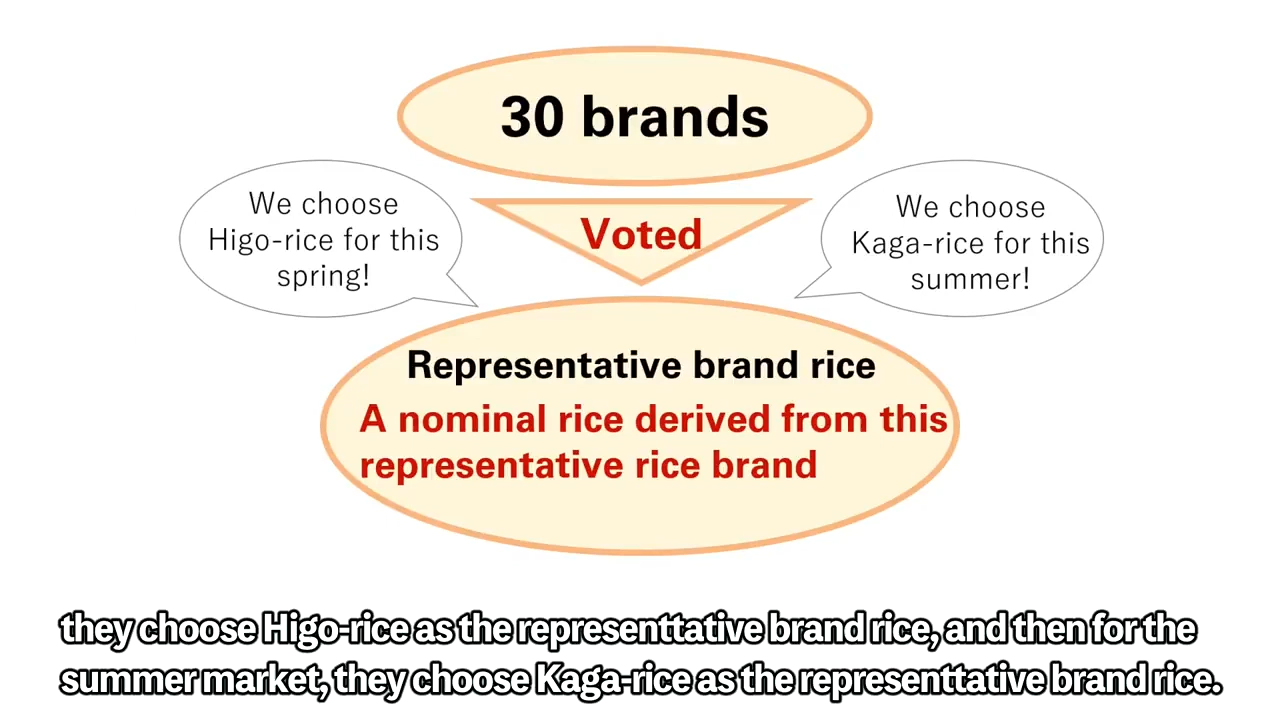 30 brands
We choose
Higo-rice for this
spring!
Voted
We choose
Kaga-rice for this
summer!
Representative brand rice
A nominal rice derived from this
representative rice brand
they choose Higo-rice as the representtative brand rice, and then for the
summer market, they choose Kaga-rice as the representtative brand rice.